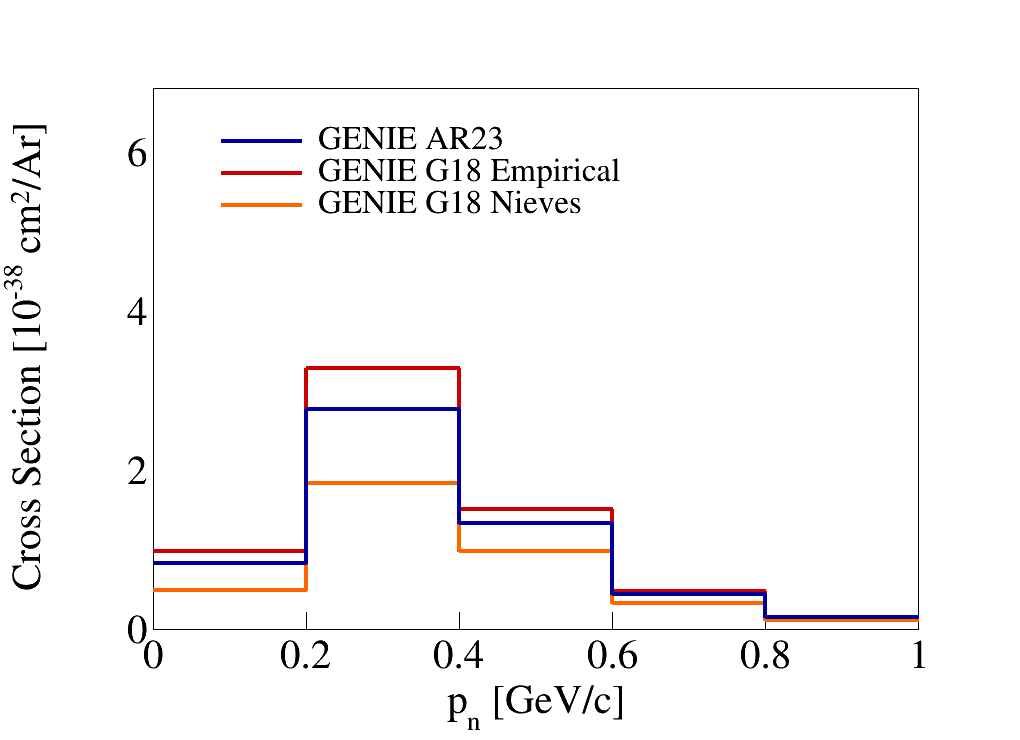 GENIE AR23
GENIE G18 Empirical
GENIE G18 Nieves
Cross Section [10⁻³⁸ cm²/Ar]
6
4
2
0
0 0.2 0.4 0.6 0.8 1
pₙ [GeV/c]